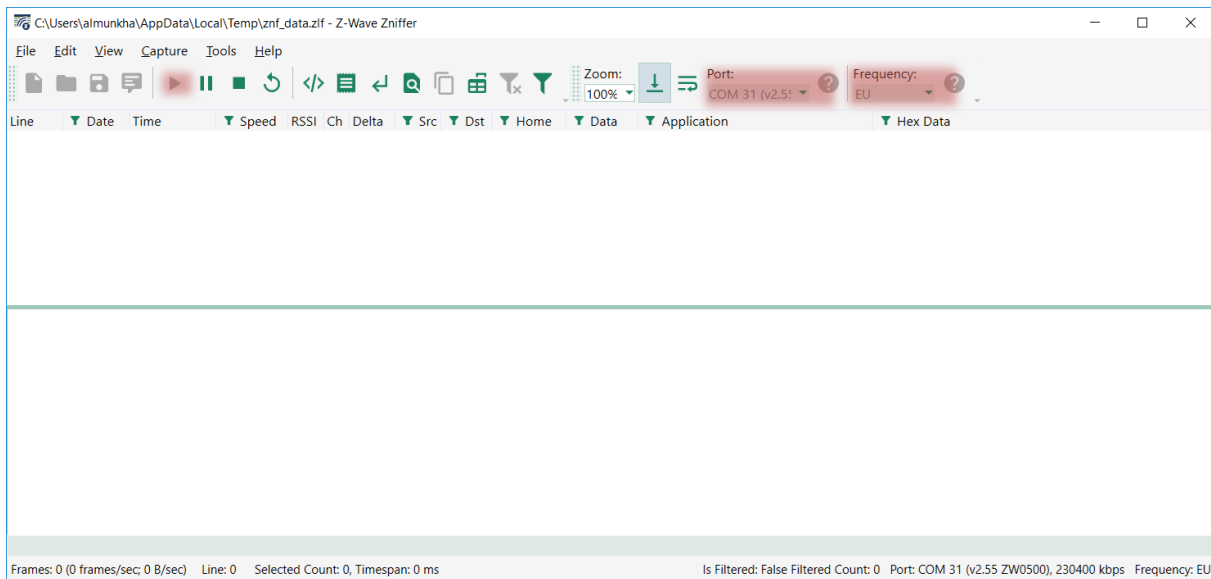 C:\Users\almunkha\AppData\Local\Temp\znf_data.zlf - Z-Wave Zniffer
File Edit View Capture Tools Help
Zoom: Port: Frequency:
100% COM 31 (v2.5! EU
Line Date Time Speed RSSI Ch Delta Src Dst Home Data Application Hex Data
Frames: 0 (0 frames/sec; 0 B/sec) Line: 0 Selected Count: 0, Timespan: 0 ms Is Filtered: False Filtered Count: 0 Port: COM 31 (v2.55 ZW0500), 230400 kbps Frequency: EU